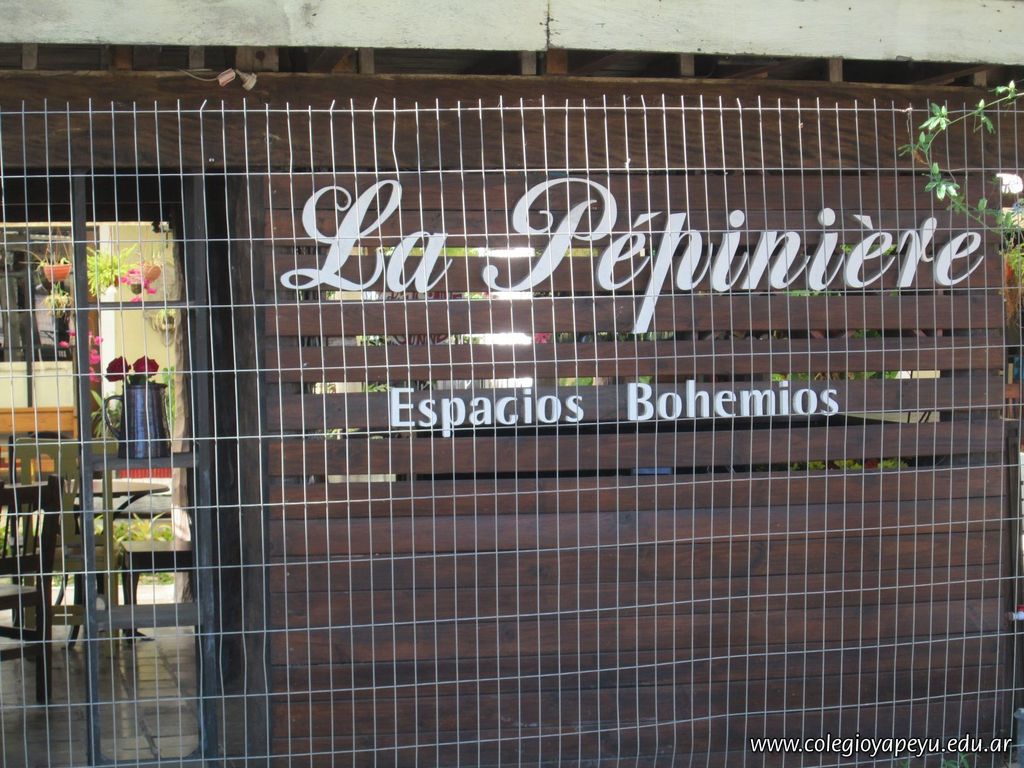 La Pépinière
Espacios Bohemios
www.colegioyapeyu.edu.ar